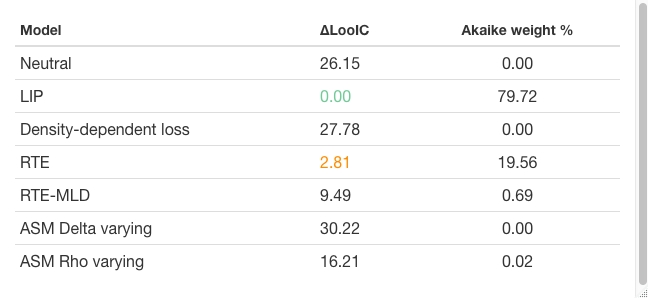 Model ΔLooIC Akaike weight %
Neutral 26.15 0.00
LIP 0.00 79.72
Density-dependent loss 27.78 0.00
RTE 2.81 19.56
RTE-MLD 9.49 0.69
ASM Delta varying 30.22 0.00
ASM Rho varying 16.21 0.02